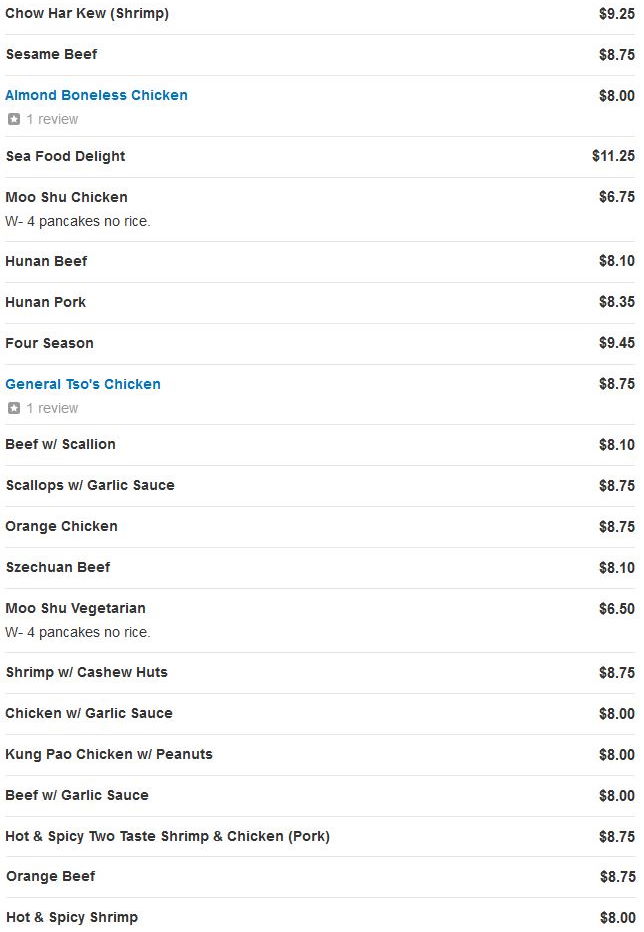 Chow Har Kew (Shrimp) $9.25
Sesame Beef $8.75
Almond Boneless Chicken $8.00
1 review
Sea Food Delight $11.25
Moo Shu Chicken $6.75
W- 4 pancakes no rice.
Hunan Beef $8.10
Hunan Pork $8.35
Four Season $9.45
General Tso's Chicken $8.75
1 review
Beef w/ Scallion $8.10
Scallops w/ Garlic Sauce $8.75
Orange Chicken $8.75
Szechuan Beef $8.10
Moo Shu Vegetarian $6.50
W- 4 pancakes no rice.
Shrimp w/ Cashew Huts $8.75
Chicken w/ Garlic Sauce $8.00
Kung Pao Chicken w/ Peanuts $8.00
Beef w/ Garlic Sauce $8.00
Hot & Spicy Two Taste Shrimp & Chicken (Pork) $8.75
Orange Beef $8.75
Hot & Spicy Shrimp $8.00